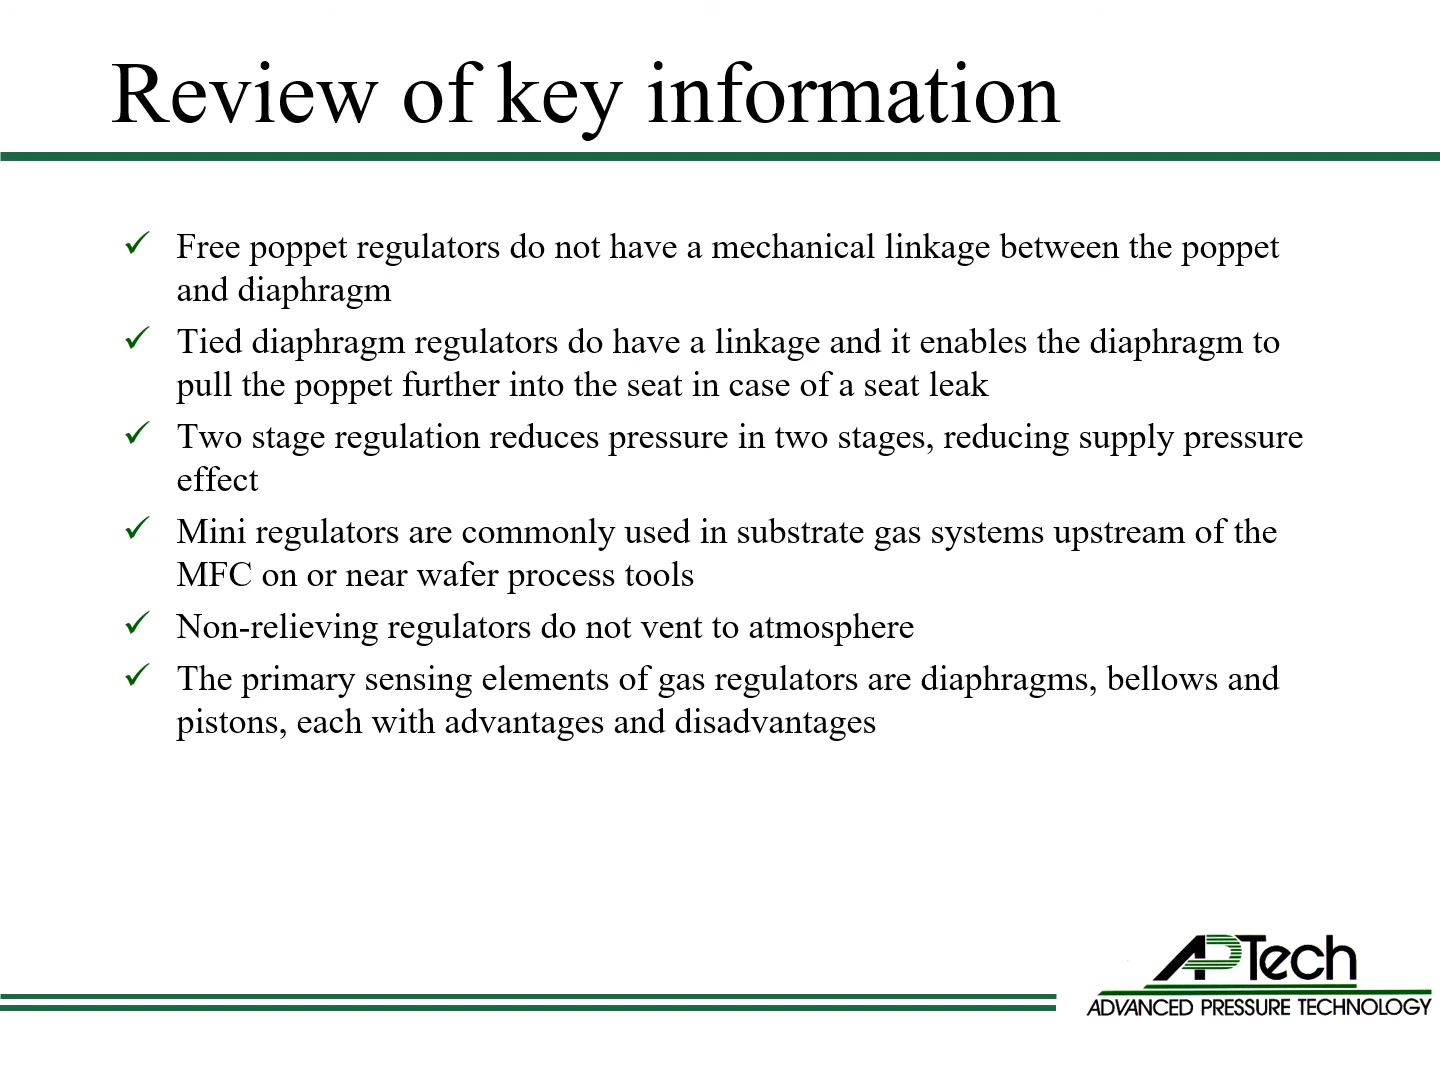 Review of key information
✓ Free poppet regulators do not have a mechanical linkage between the poppet
and diaphragm
✓ Tied diaphragm regulators do have a linkage and it enables the diaphragm to
pull the poppet further into the seat in case of a seat leak
✓ Two stage regulation reduces pressure in two stages, reducing supply pressure
effect
✓ Mini regulators are commonly used in substrate gas systems upstream of the
MFC on or near wafer process tools
✓ Non-relieving regulators do not vent to atmosphere
✓ The primary sensing elements of gas regulators are diaphragms, bellows and
pistons, each with advantages and disadvantages
APTech
ADVANCED PRESSURE TECHNOLOGY